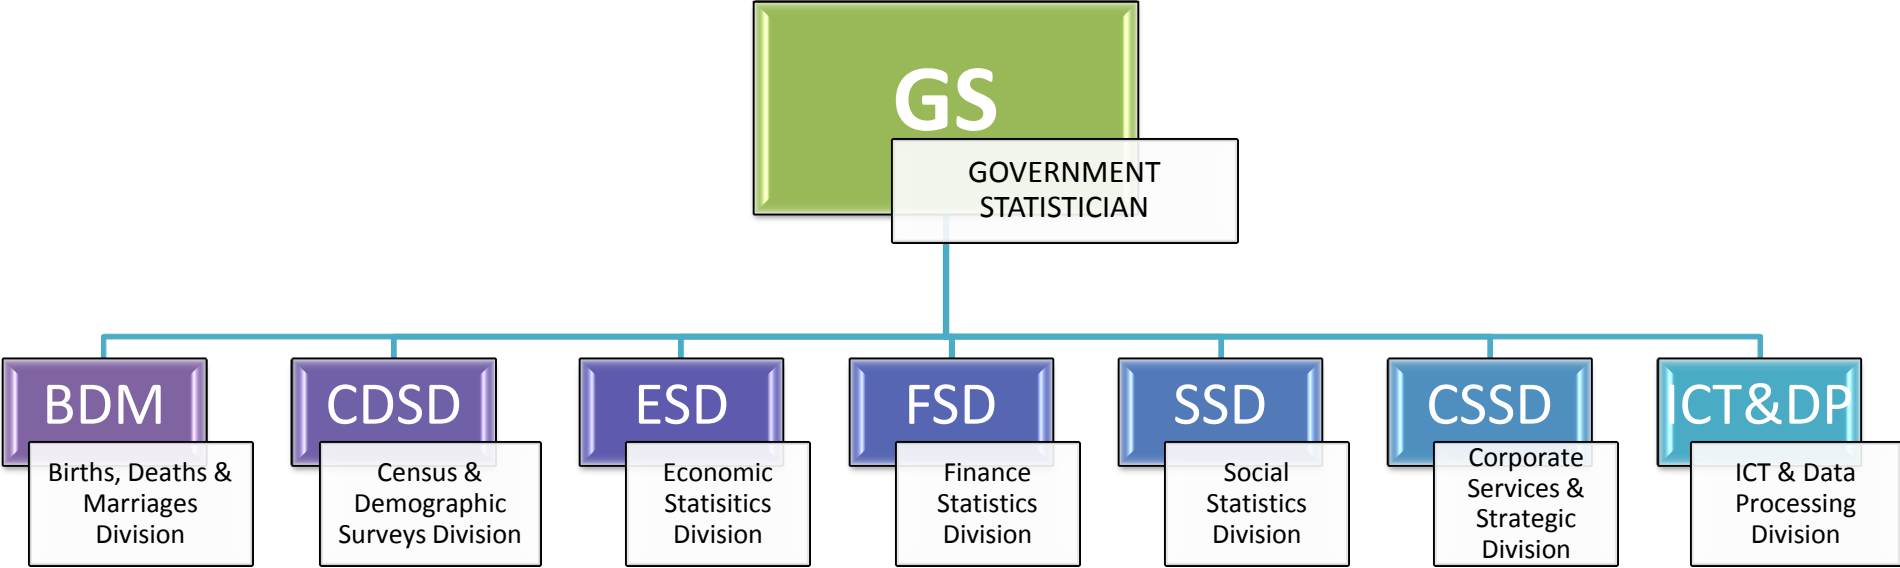 GS
GOVERNMENT
STATISTICIAN
BDM
Births, Deaths &
Marriages
Division
CDSD
Census &
Demographic
Surveys Division
ESD
Economic
Statisitics
Division
FSD
Finance
Statistics
Division
SSD
Social
Statistics
Division
CSSD
Corporate
Services &
Strategic
Division
ICT&DP
ICT & Data
Processing
Division